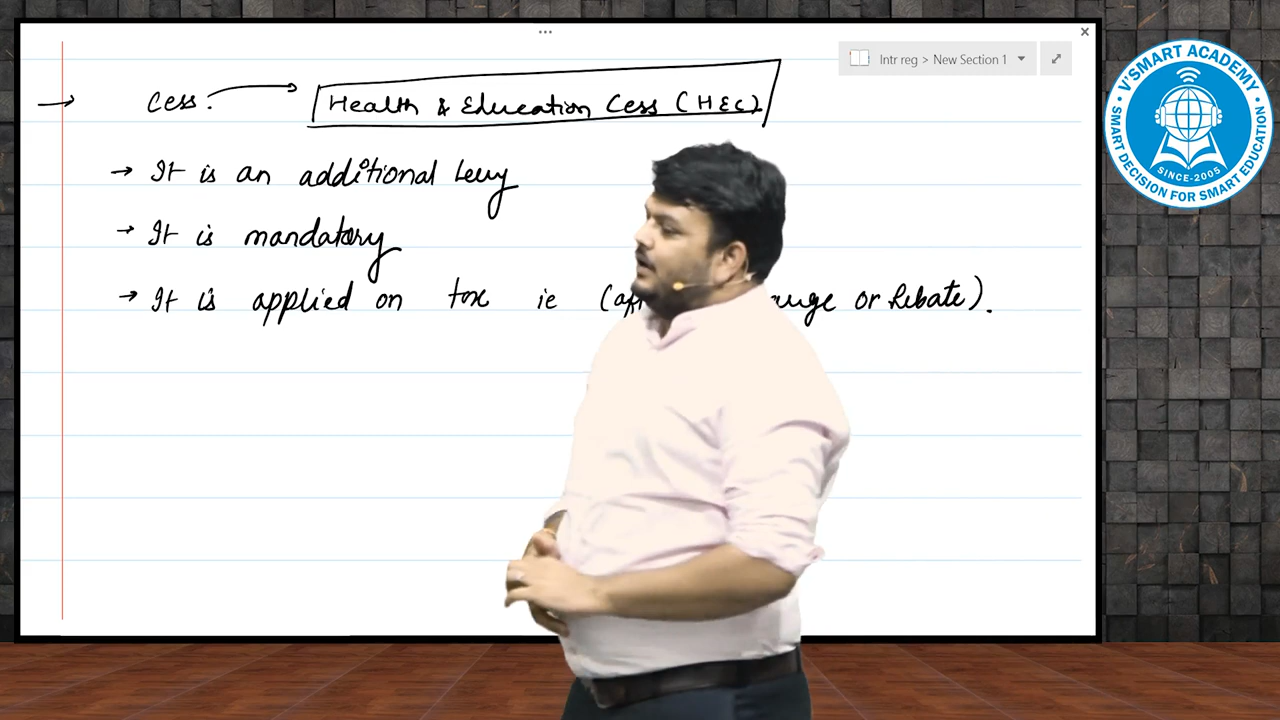 Intr reg > New Section 1
→ Cess. → Health & Education Cess (HEC).
→ It is an additional levy
→ It is mandatory
→ It is applied on tax ie or Rebate).
V'SMART ACADEMY
SINCE-2005
SMART DECISION FOR SMART EDUCATION